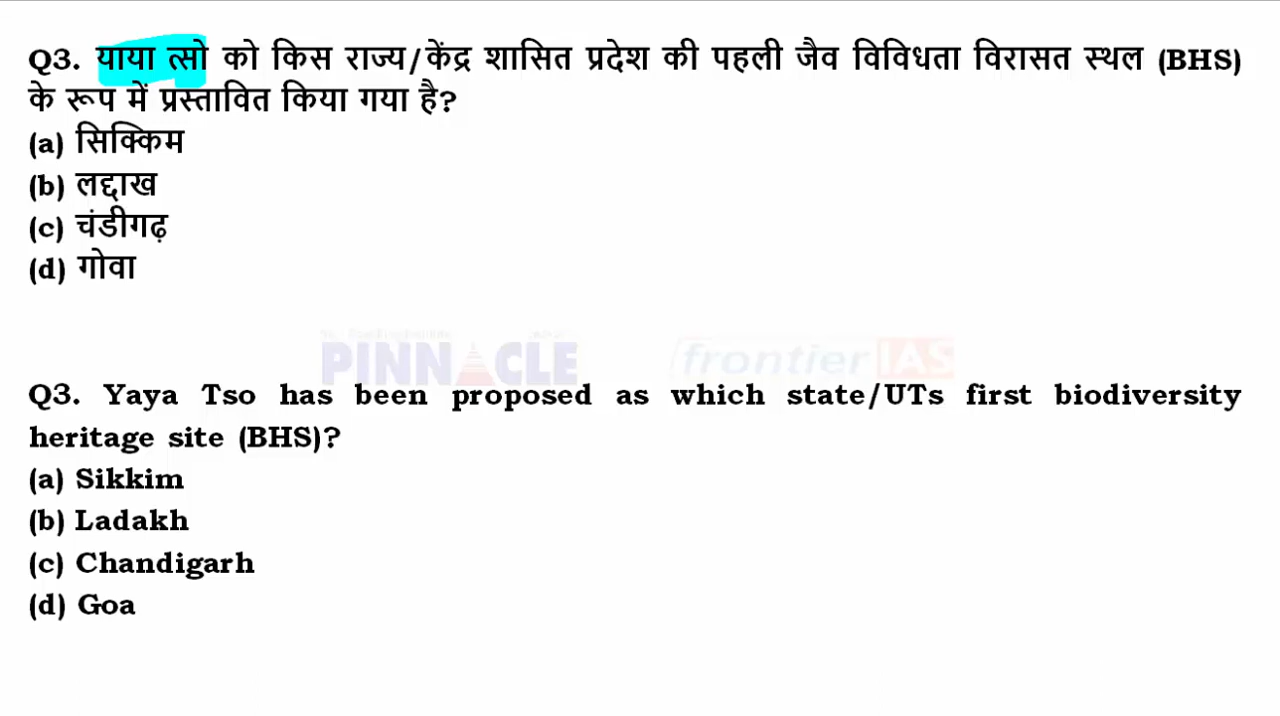 Q3. याया त्सो को किस राज्य/केंद्र शासित प्रदेश की पहली जैव विविधता विरासत स्थल (BHS)
के रूप में प्रस्तावित किया गया है?
(a) सिक्किम
(b) लद्दाख
(c) चंडीगढ़
(d) गोवा
PINNACLE frontier IAS
Q3. Yaya Tso has been proposed as which state/UTs first biodiversity
heritage site (BHS)?
(a) Sikkim
(b) Ladakh
(c) Chandigarh
(d) Goa